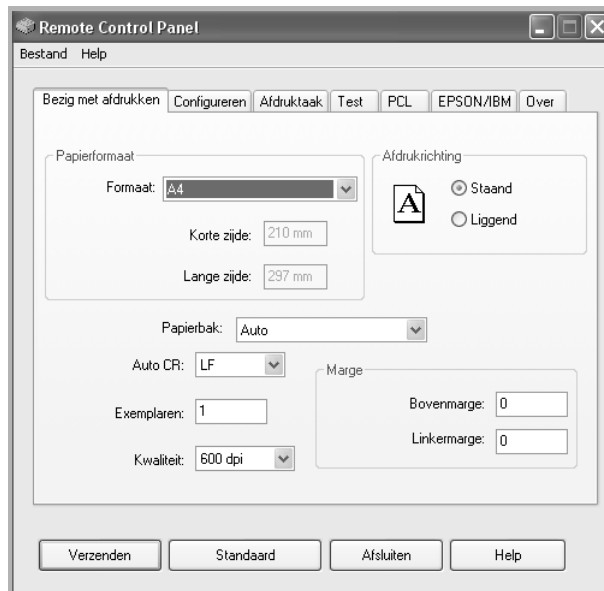 Remote Control Panel
Bestand Help
Bezig met afdrukken Configureren Afdruktaak Test PCL EPSON/IBM Over
Papierformaat
Formaat: A4
Korte zijde: 210 mm
Lange zijde: 297 mm
Afdrukrichting
A
Staand
Liggend
Papierbak: Auto
Auto CR: LF
Exemplaren: 1
Kwaliteit: 600 dpi
Marge
Bovenmarge: 0
Linkermarge: 0
Verzenden Standaard Afsluiten Help